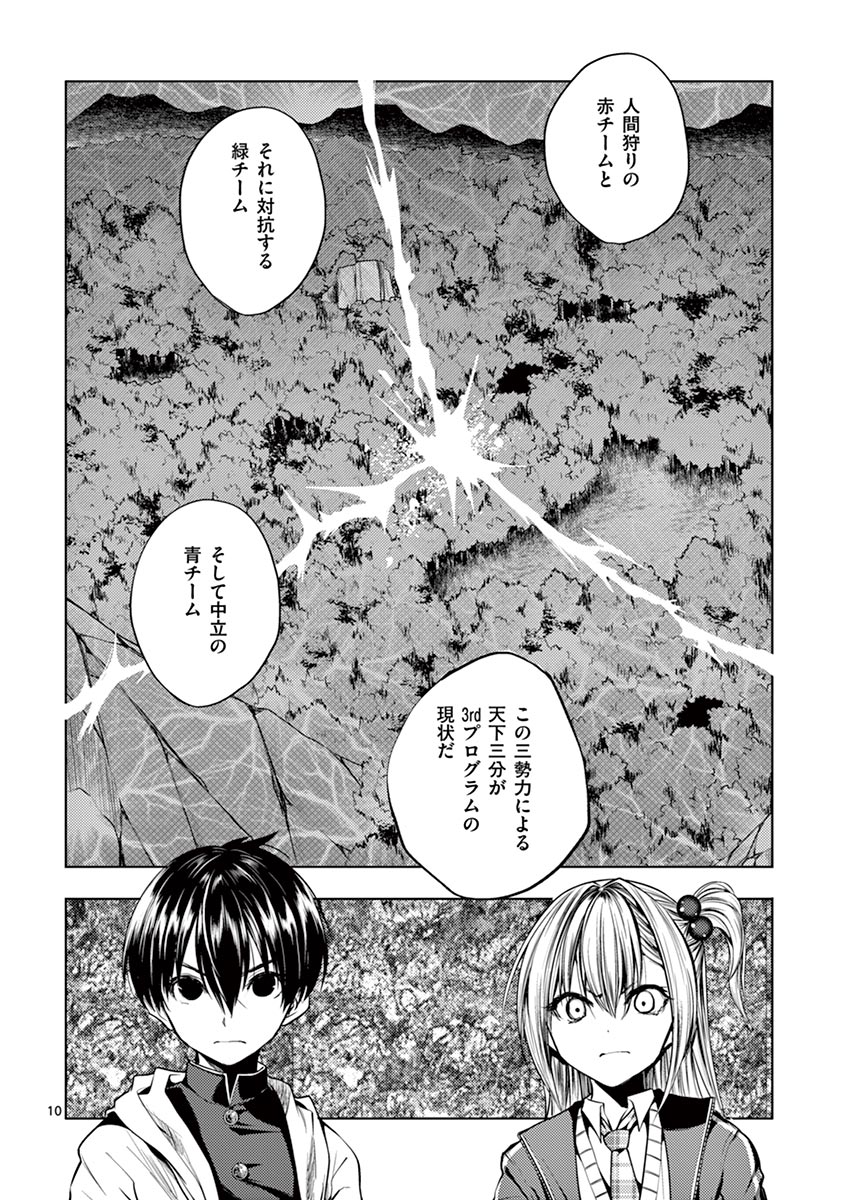 人間狩りの
赤チームと
それに対抗する
緑チーム
そして中立の
青チーム
この三勢力による
天下三分が
3rdプログラムの
現状だ
10